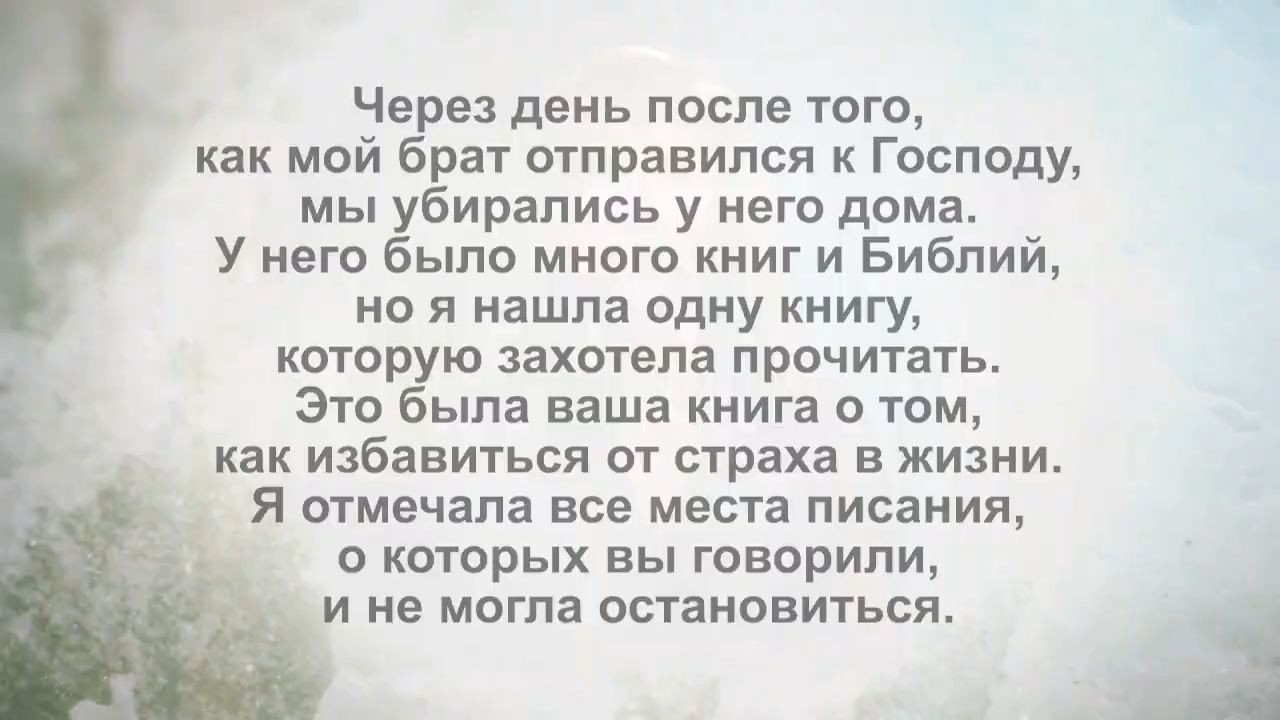 Через день после того,
как мой брат отправился к Господу,
мы убирались у него дома.
У него было много книг и Библий,
но я нашла одну книгу,
которую захотела прочитать.
Это была ваша книга о том,
как избавиться от страха в жизни.
Я отмечала все места писания,
о которых вы говорили,
и не могла остановиться.